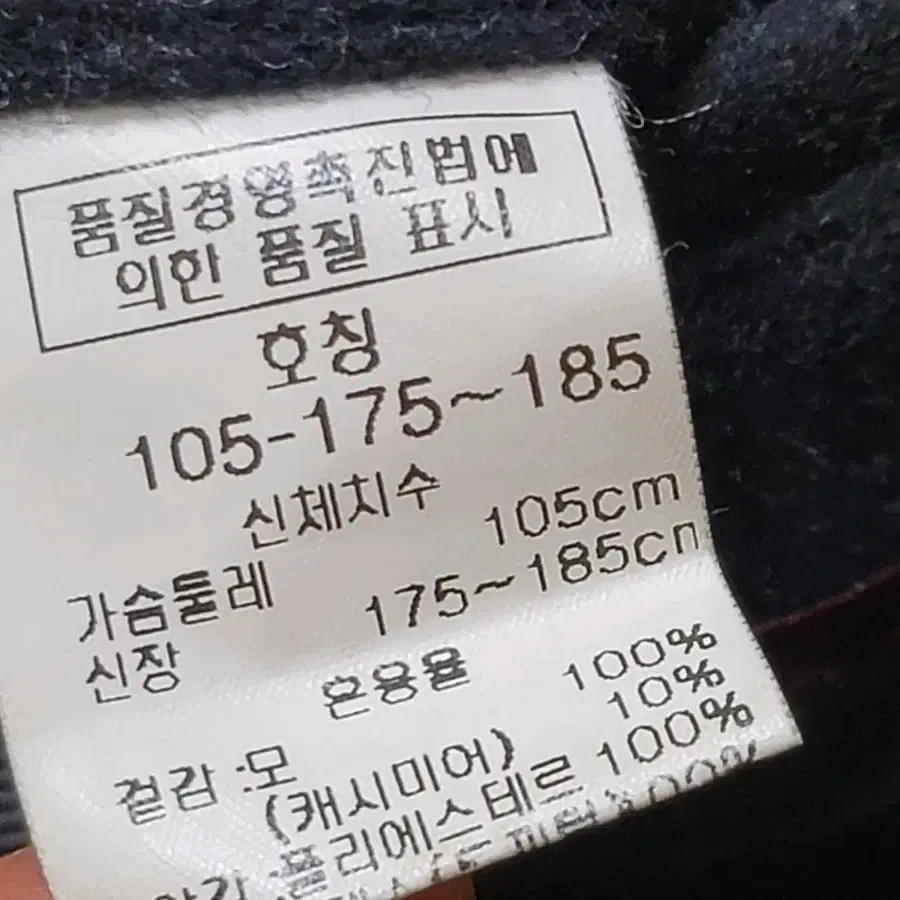 품질경영촉진법에
의한 품질 표시
호칭
105-175~185
신체치수
가슴둘레 105cm
신장 175~185cm
혼용율
겉감 :모 100%
(캐시미어) 10%
:폴리에스테르 100%
100%